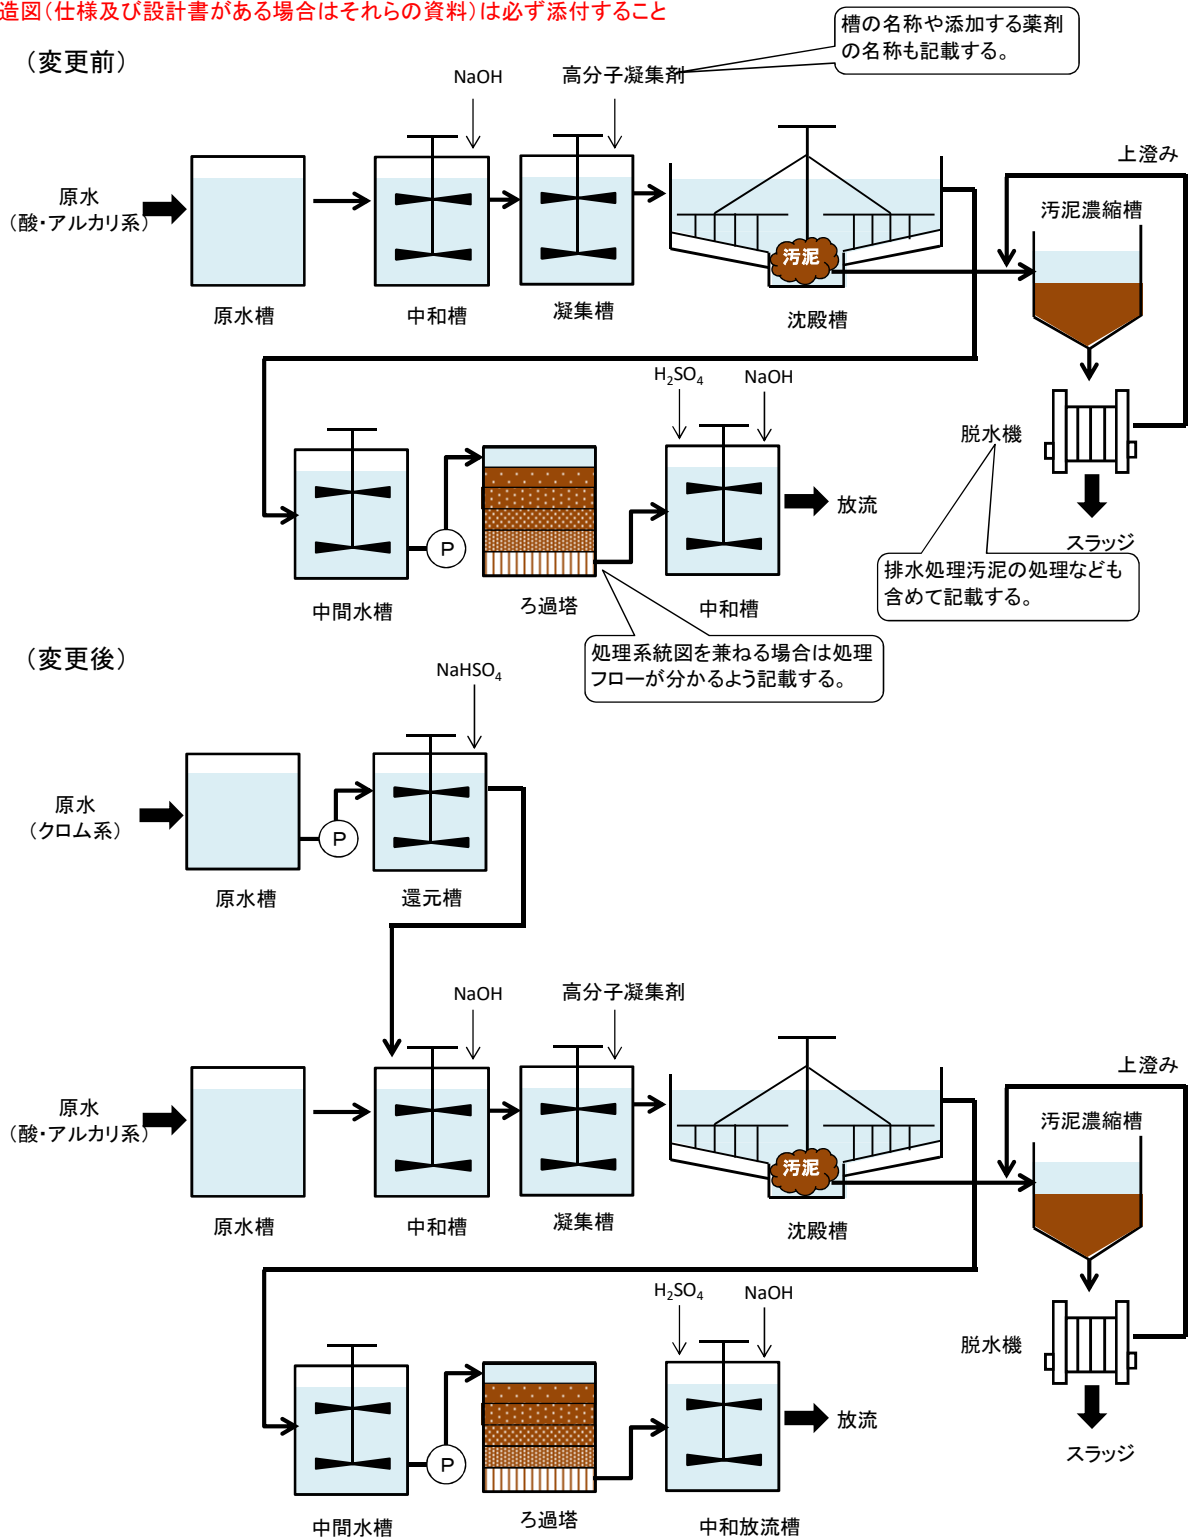 造図(仕様及び設計書がある場合はそれらの資料)は必ず添付すること
槽の名称や添加する薬剤
の名称も記載する。
(変更前)
NaOH
高分子凝集剤
上澄み
原水
(酸・アルカリ系)
汚泥濃縮槽
汚泥
原水槽
中和槽
凝集槽
沈殿槽
H₂SO₄
NaOH
脱水機
P
放流
スラッジ
中間水槽
ろ過塔
中和槽
排水処理汚泥の処理なども
含めて記載する。
処理系統図を兼ねる場合は処理
フローが分かるよう記載する。
(変更後)
NaHSO₄
原水
(クロム系)
P
原水槽
還元槽
NaOH
高分子凝集剤
上澄み
原水
(酸・アルカリ系)
汚泥濃縮槽
汚泥
原水槽
中和槽
凝集槽
沈殿槽
H₂SO₄
NaOH
脱水機
P
放流
スラッジ
中間水槽
ろ過塔
中和放流槽